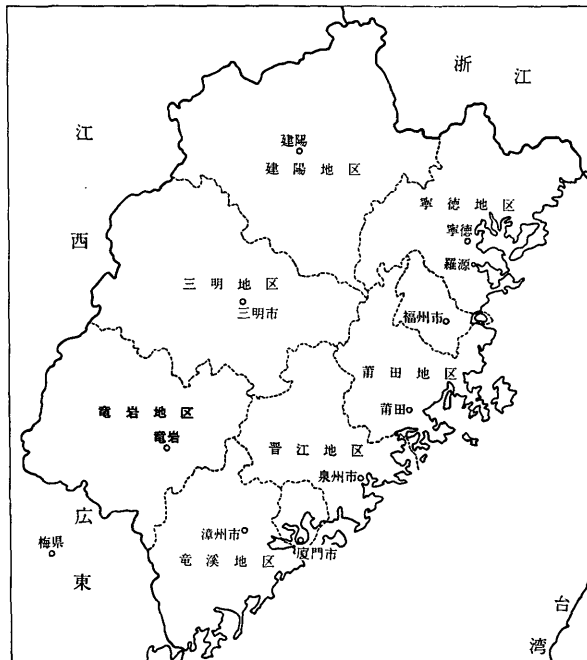 浙江
江西
建陽
建陽地区
寧徳地区
寧徳
羅源
三明地区
三明市
福州市
莆田地区
莆田
竜岩地区
竜岩
晋江地区
泉州市
広東
梅県
漳州市
竜溪地区
廈門市
台湾